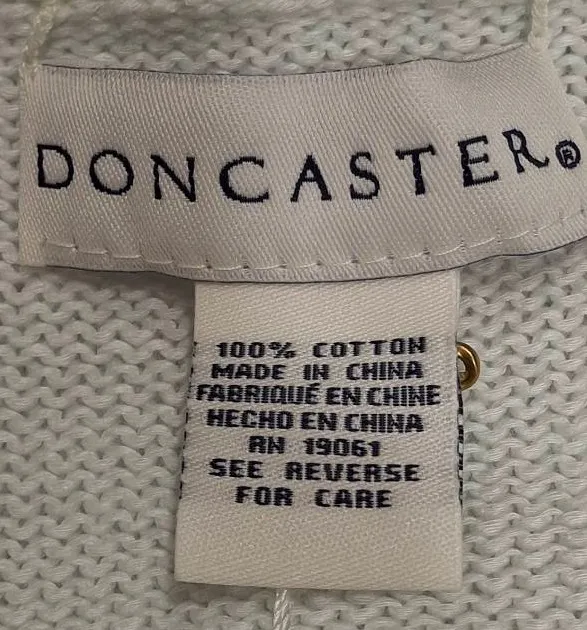 DONCASTER®
100% COTTON
MADE IN CHINA
FABRIQUÉ EN CHINE
HECHO EN CHINA
RN 19061
SEE REVERSE
FOR CARE